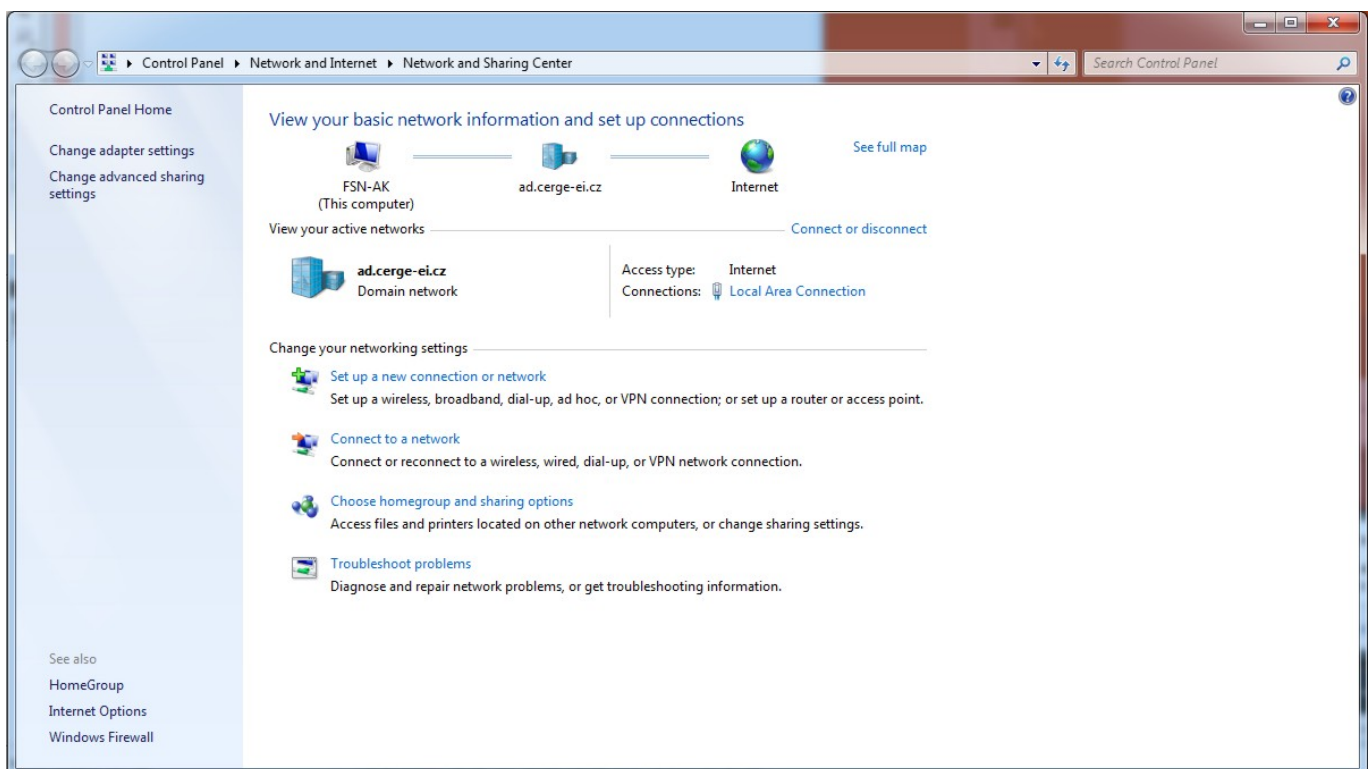 Control Panel ▸ Network and Internet ▸ Network and Sharing Center
Search Control Panel
Control Panel Home
Change adapter settings
Change advanced sharing
settings
See also
HomeGroup
Internet Options
Windows Firewall
View your basic network information and set up connections
See full map
FSN-AK
(This computer)
ad.cerge-ei.cz
Internet
View your active networks
Connect or disconnect
ad.cerge-ei.cz
Domain network
Access type: Internet
Connections: Local Area Connection
Change your networking settings
Set up a new connection or network
Set up a wireless, broadband, dial-up, ad hoc, or VPN connection; or set up a router or access point.
Connect to a network
Connect or reconnect to a wireless, wired, dial-up, or VPN network connection.
Choose homegroup and sharing options
Access files and printers located on other network computers, or change sharing settings.
Troubleshoot problems
Diagnose and repair network problems, or get troubleshooting information.